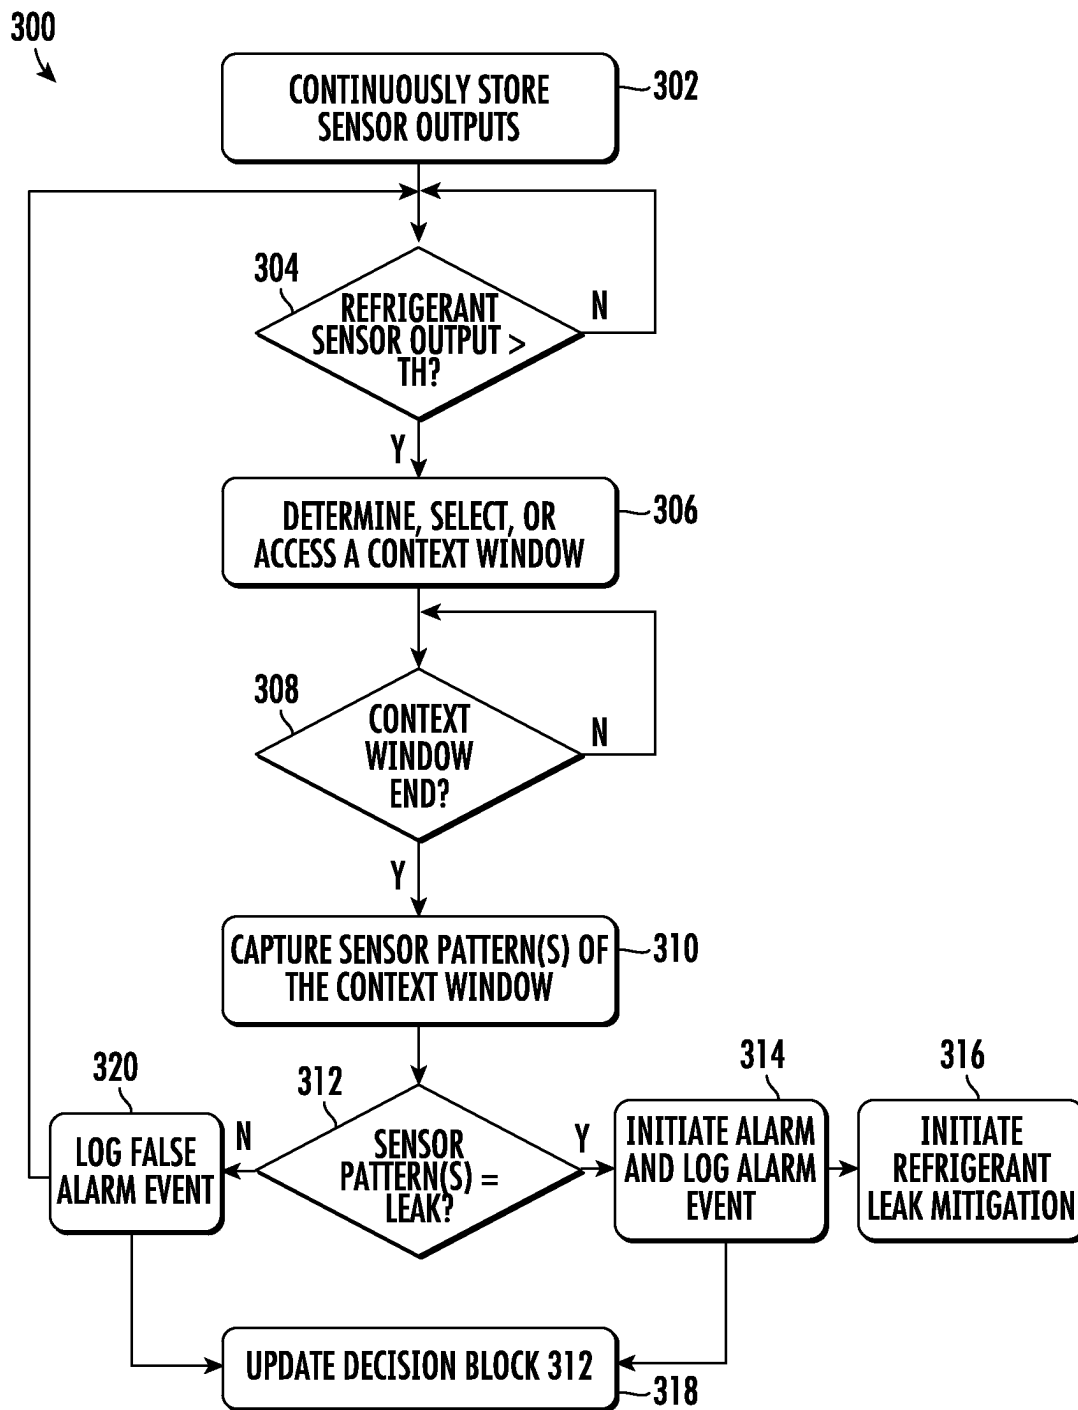 300
CONTINUOUSLY STORE
SENSOR OUTPUTS
302
304
REFRIGERANT
SENSOR OUTPUT >
TH?
N
Y
DETERMINE, SELECT, OR
ACCESS A CONTEXT WINDOW
306
308
CONTEXT
WINDOW
END?
N
Y
CAPTURE SENSOR PATTERN(S) OF
THE CONTEXT WINDOW
310
320
LOG FALSE
ALARM EVENT
N
312
SENSOR
PATTERN(S) =
LEAK?
Y
314
INITIATE ALARM
AND LOG ALARM
EVENT
316
INITIATE
REFRIGERANT
LEAK MITIGATION
UPDATE DECISION BLOCK 312
318